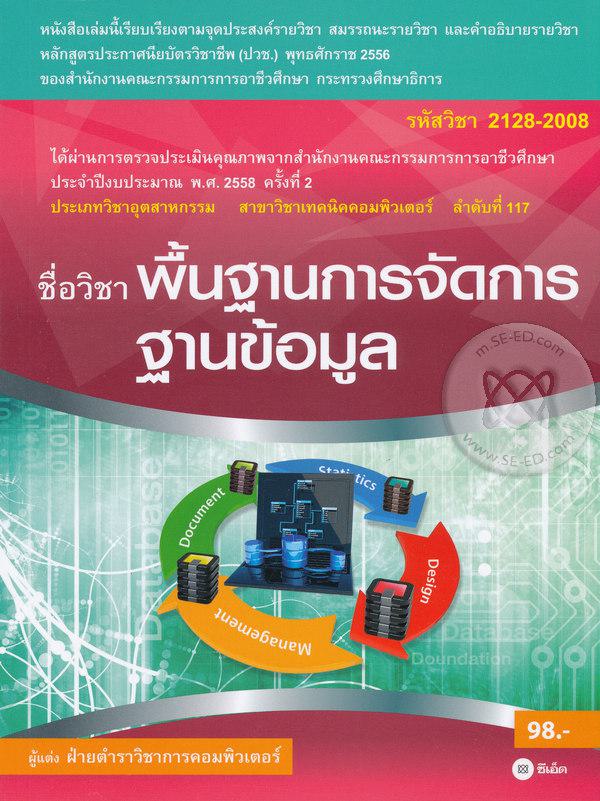 หนังสือเล่มนี้เรียบเรียงตามจุดประสงค์รายวิชา สมรรถนะรายวิชา และคำอธิบายรายวิชา
หลักสูตรประกาศนียบัตรวิชาชีพ (ปวช.) พุทธศักราช 2556
ของสำนักงานคณะกรรมการการอาชีวศึกษา กระทรวงศึกษาธิการ
รหัสวิชา 2128-2008
ได้ผ่านการตรวจประเมินคุณภาพจากสำนักงานคณะกรรมการการอาชีวศึกษา
ประจำปีงบประมาณ พ.ศ. 2558 ครั้งที่ 2
ประเภทวิชาอุตสาหกรรม สาขาวิชาเทคนิคคอมพิวเตอร์ ลำดับที่ 117
ชื่อวิชา พื้นฐานการจัดการ
ฐานข้อมูล
m.SE-ED.com
www.SE-ED.com
Statistics
Document
Database
Design
Management
Doundation
98.-
ผู้แต่ง ฝ่ายตำราวิชาการคอมพิวเตอร์
ซีเอ็ด